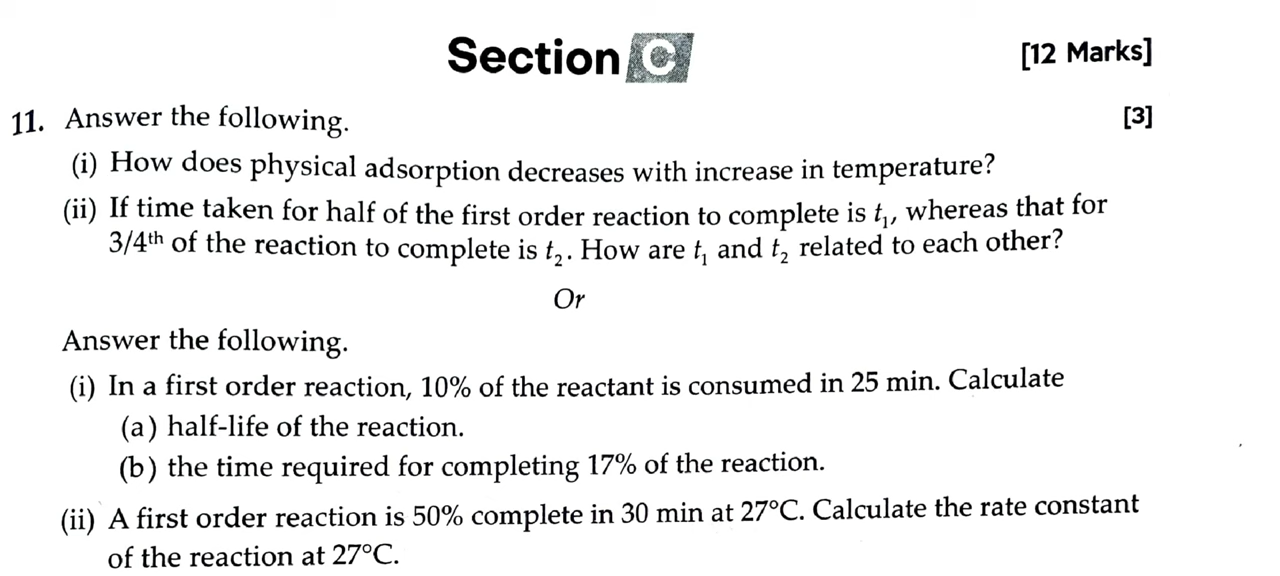 Section C
[12 Marks]
11. Answer the following. [3]
(i) How does physical adsorption decreases with increase in temperature?
(ii) If time taken for half of the first order reaction to complete is t₁, whereas that for
3/4ᵗʰ of the reaction to complete is t₂. How are t₁ and t₂ related to each other?
Or
Answer the following.
(i) In a first order reaction, 10% of the reactant is consumed in 25 min. Calculate
(a) half-life of the reaction.
(b) the time required for completing 17% of the reaction.
(ii) A first order reaction is 50% complete in 30 min at 27°C. Calculate the rate constant
of the reaction at 27°C.